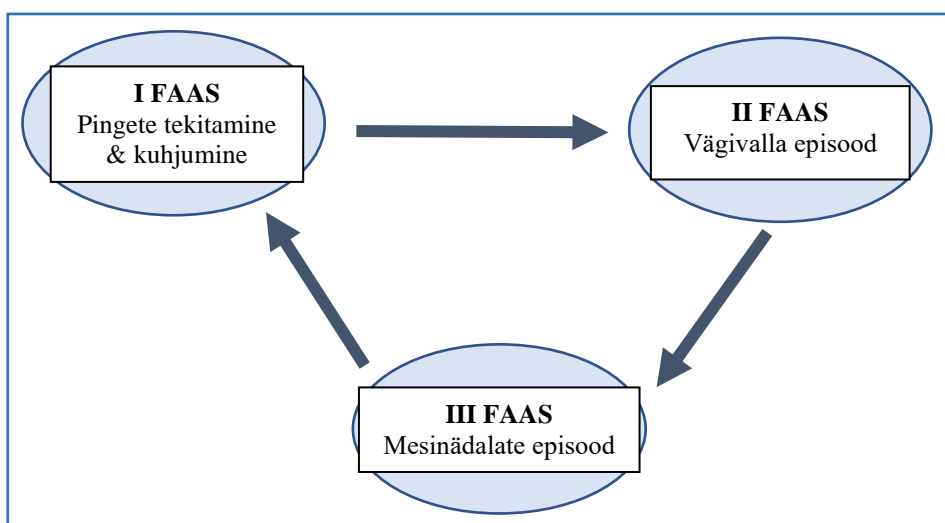 I FAAS
Pingete tekitamine
& kuhjumine
II FAAS
Vägivalla episood
III FAAS
Mesinädalate episood